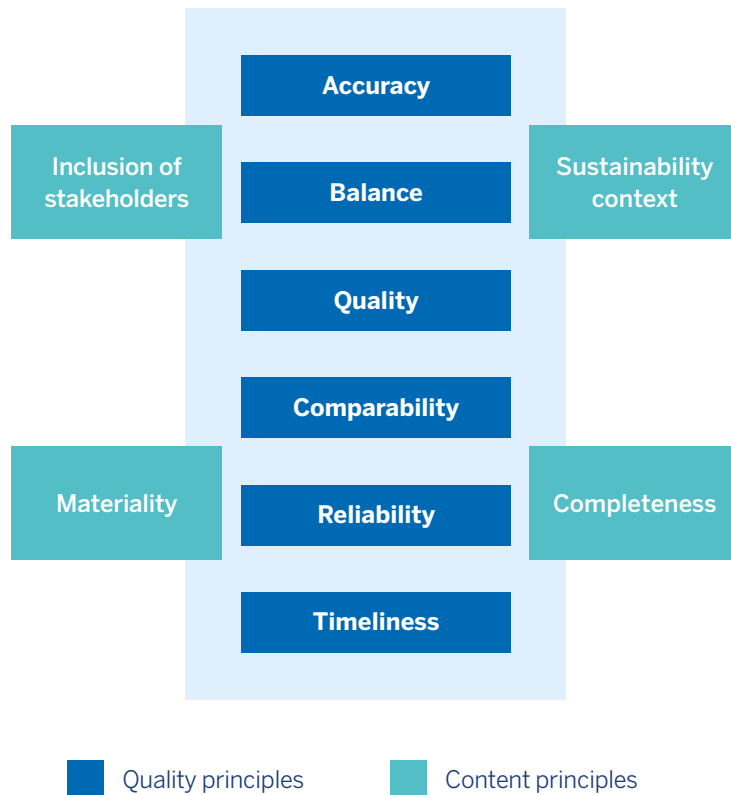 Accuracy
Inclusion of
stakeholders
Balance
Sustainability
context
Quality
Comparability
Materiality
Reliability
Completeness
Timeliness
Quality principles
Content principles